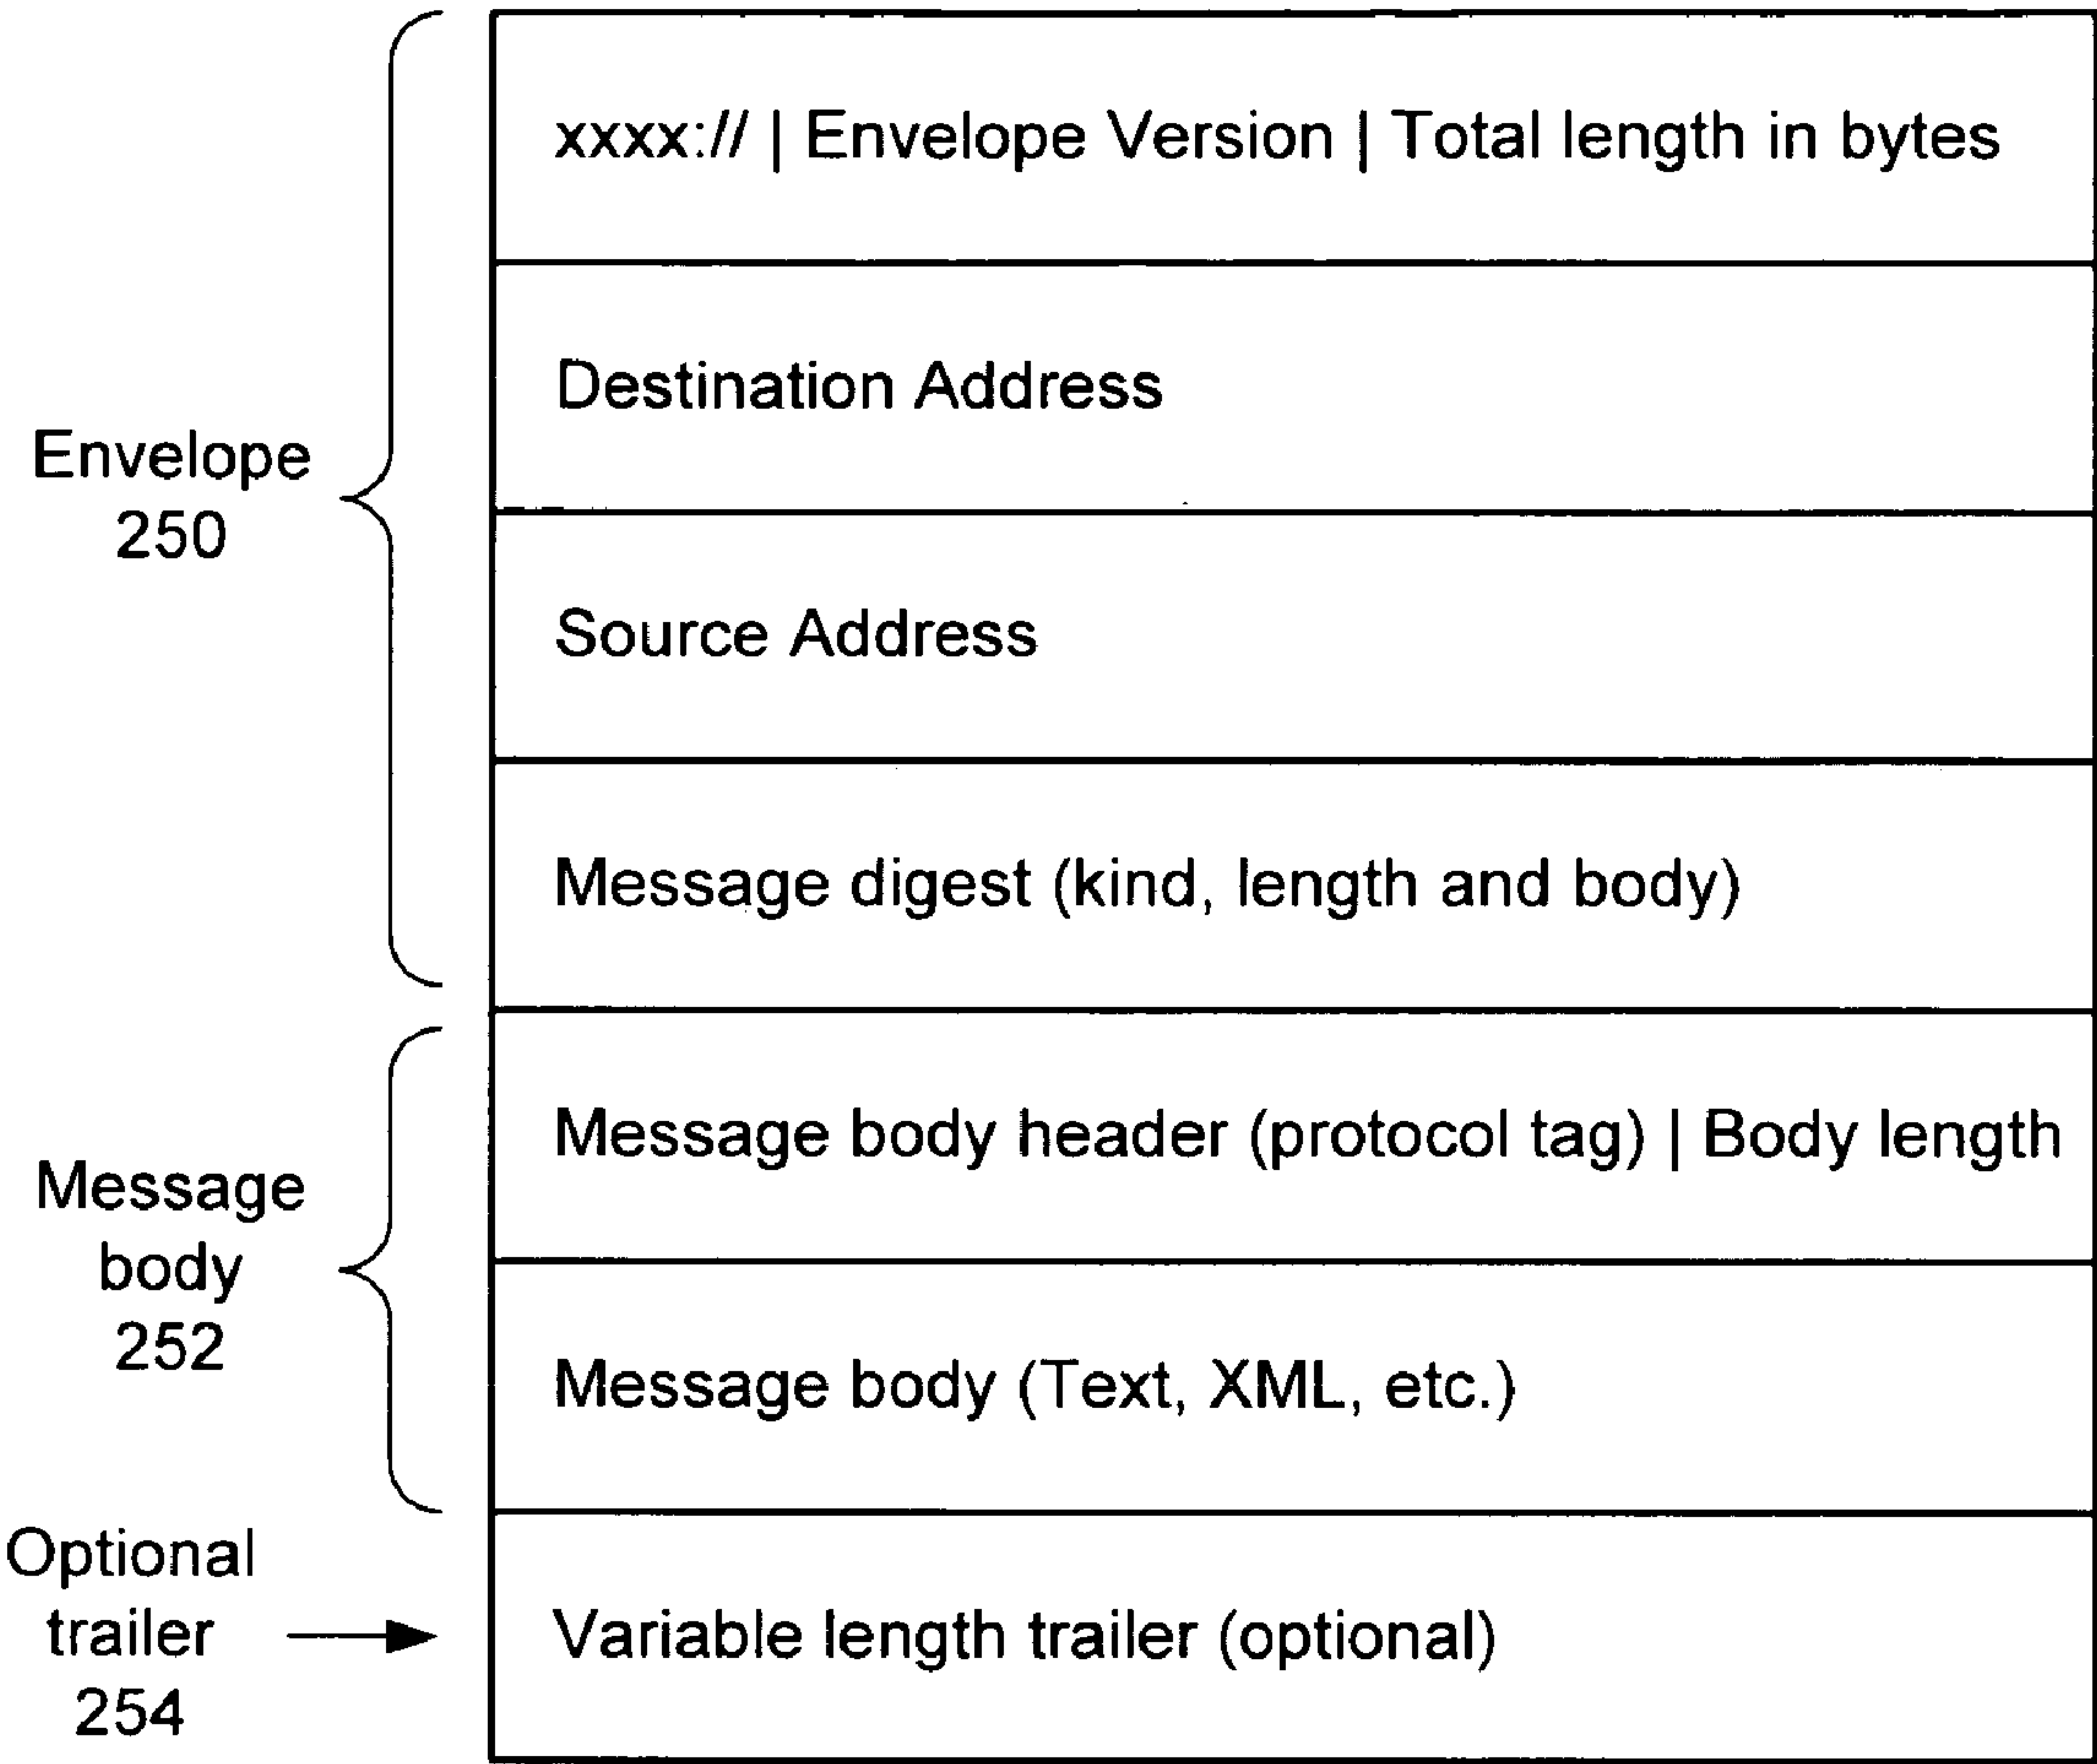 xxxx:// | Envelope Version | Total length in bytes
Destination Address
Envelope
250
Source Address
Message digest (kind, length and body)
Message body header (protocol tag) | Body length
Message
body
252
Message body (Text, XML, etc.)
Optional
trailer
254
Variable length trailer (optional)